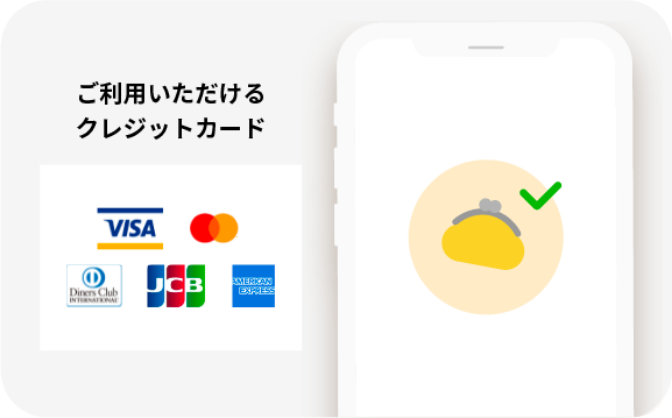 ご利用いただける
クレジットカード
VISA
Diners Club
INTERNATIONAL
JCB
AMERICAN
EXPRESS